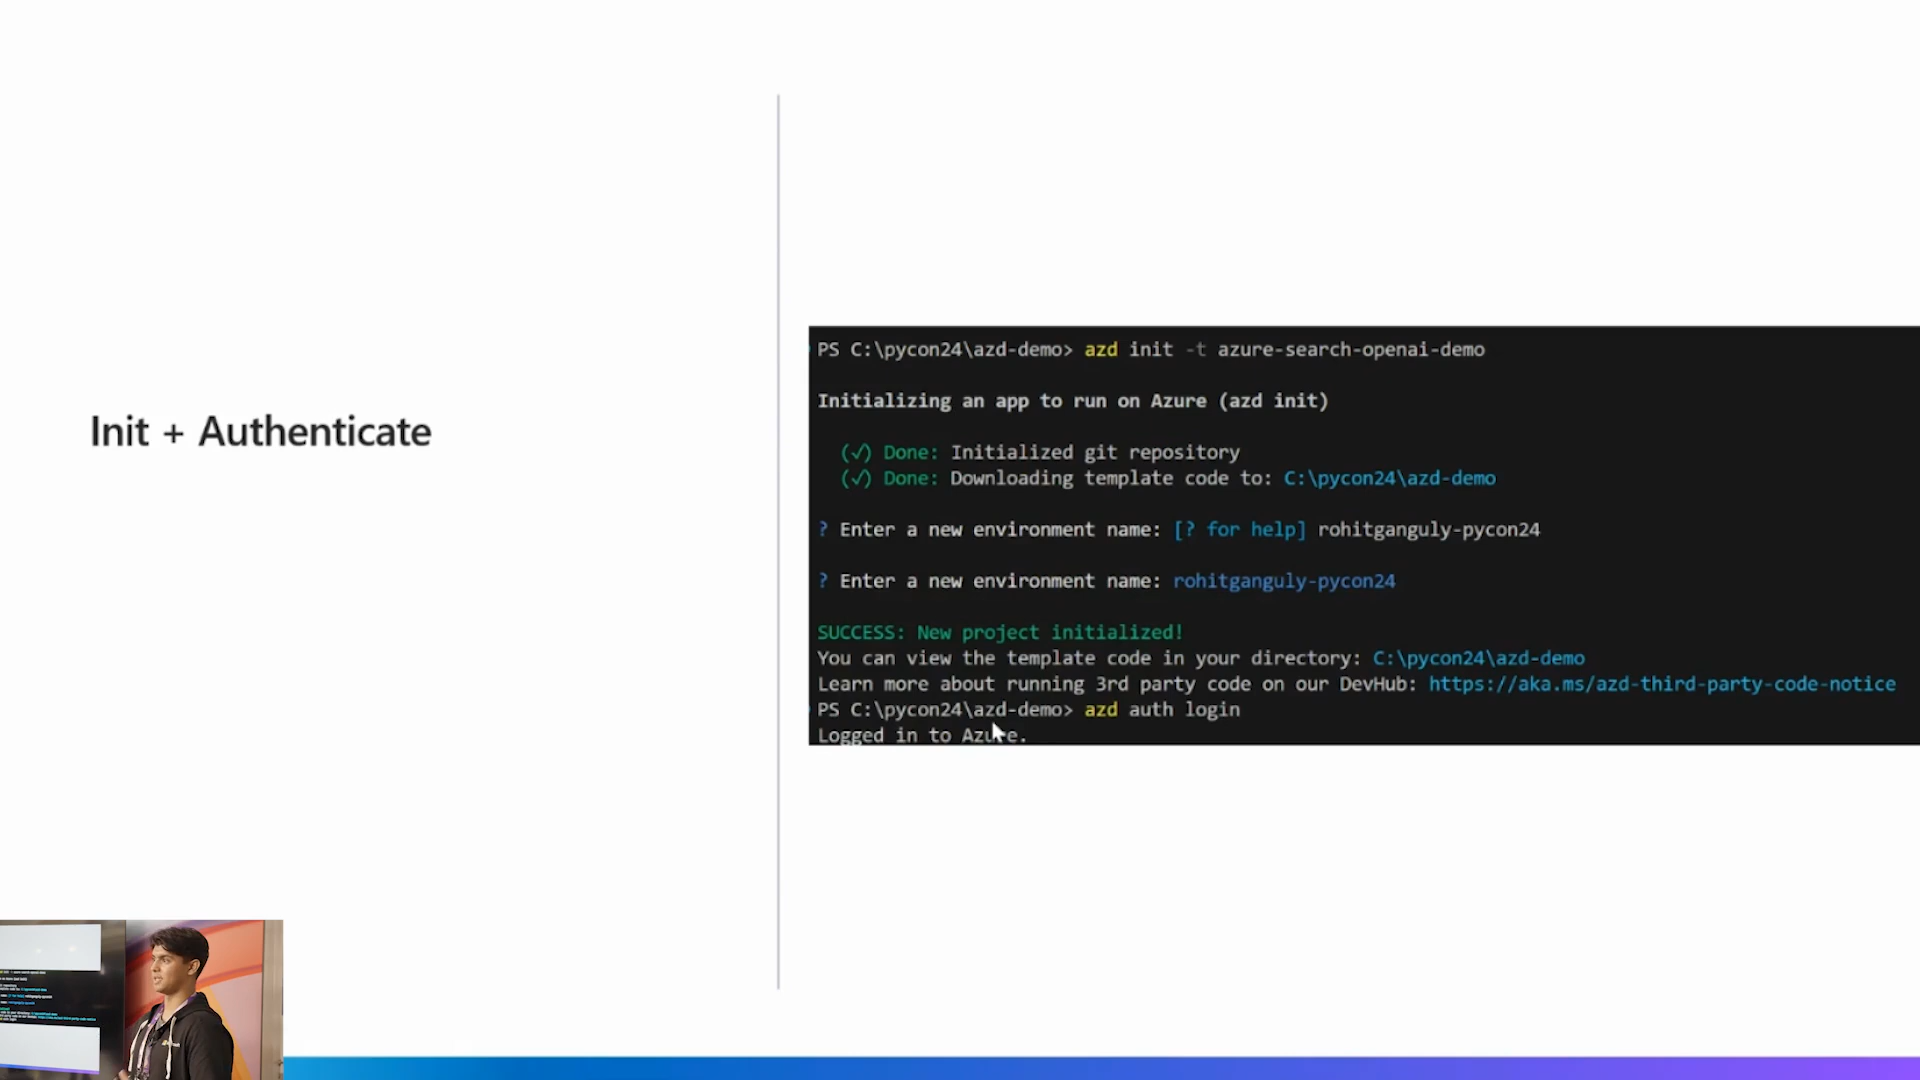 Init + Authenticate
PS C:\pycon24\azd-demo> azd init -t azure-search-openai-demo
Initializing an app to run on Azure (azd init)
(✓) Done: Initialized git repository
(✓) Done: Downloading template code to: C:\pycon24\azd-demo
? Enter a new environment name: [? for help] rohitganguly-pycon24
? Enter a new environment name: rohitganguly-pycon24
SUCCESS: New project initialized!
You can view the template code in your directory: C:\pycon24\azd-demo
Learn more about running 3rd party code on our DevHub: https://aka.ms/azd-third-party-code-notice
PS C:\pycon24\azd-demo> azd auth login
Logged in to Azure.